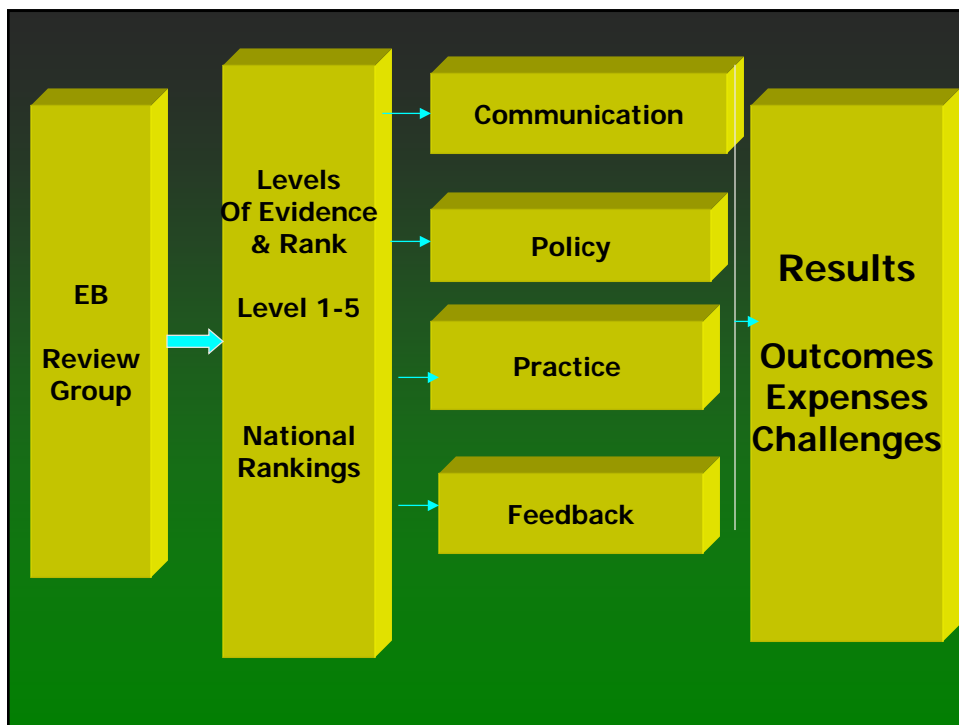 EB
Review
Group
Levels
Of Evidence
& Rank
Level 1-5
National
Rankings
Communication
Policy
Practice
Feedback
Results
Outcomes
Expenses
Challenges